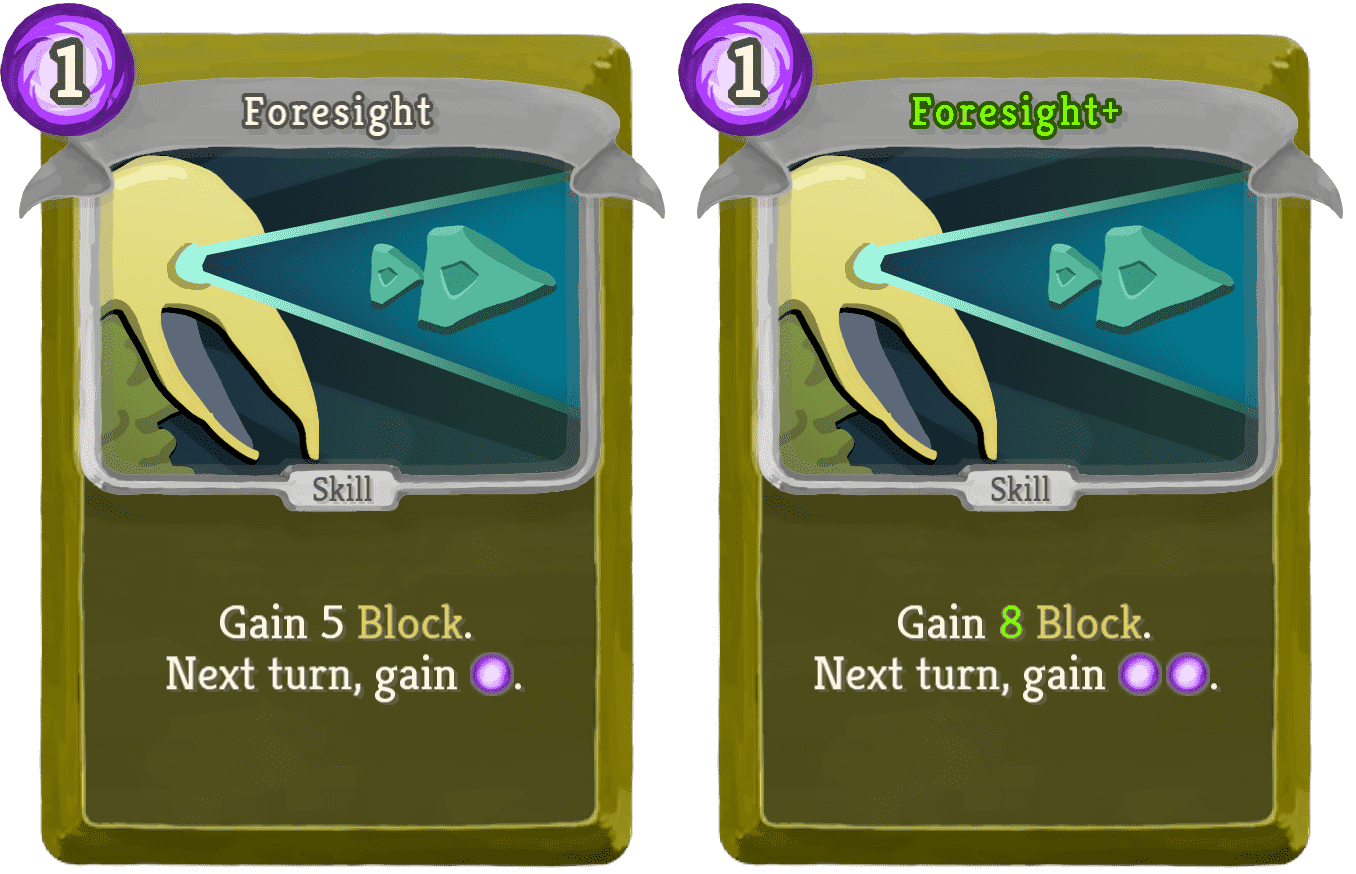 1
Foresight
Skill
Gain 5 Block.
Next turn, gain .
1
Foresight+
Skill
Gain 8 Block.
Next turn, gain .